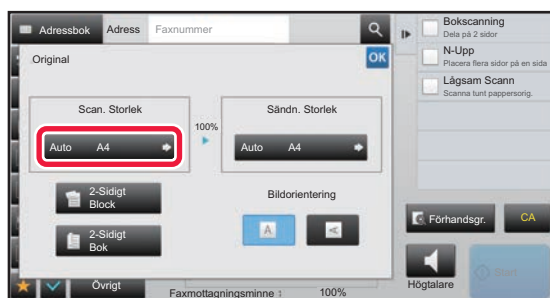 Adressbok
Adress
Faxnummer
Original
OK
Scan. Storlek
100%
Sändn. Storlek
Auto A4
Auto A4
2-Sidigt
Block
2-Sidigt
Bok
Bildorientering
A
A
Övrigt
Faxmottagningsminne :
100%
Bokscanning
Dela på 2 sidor
N-Upp
Placera flera sidor på en sida
Lågsam Scann
Scanna tunt pappersorig.
Förhandsgr.
CA
Högtalare
Start